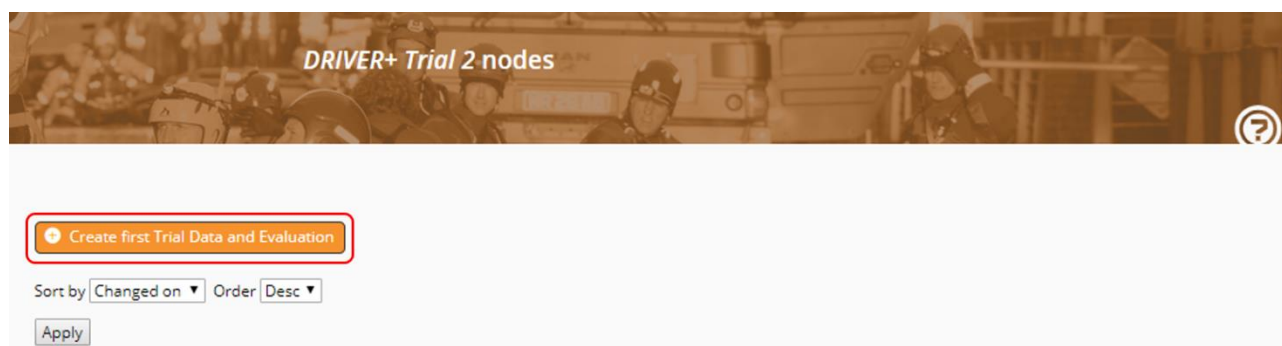 DRIVER+ Trial 2 nodes
Create first Trial Data and Evaluation
Sort by Changed on ▼ Order Desc ▼
Apply